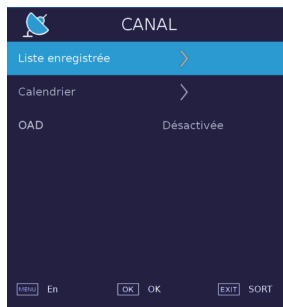 CANAL
Liste enregistrée
Calendrier
OAD Désactivée
MENU En OK OK EXIT SORT